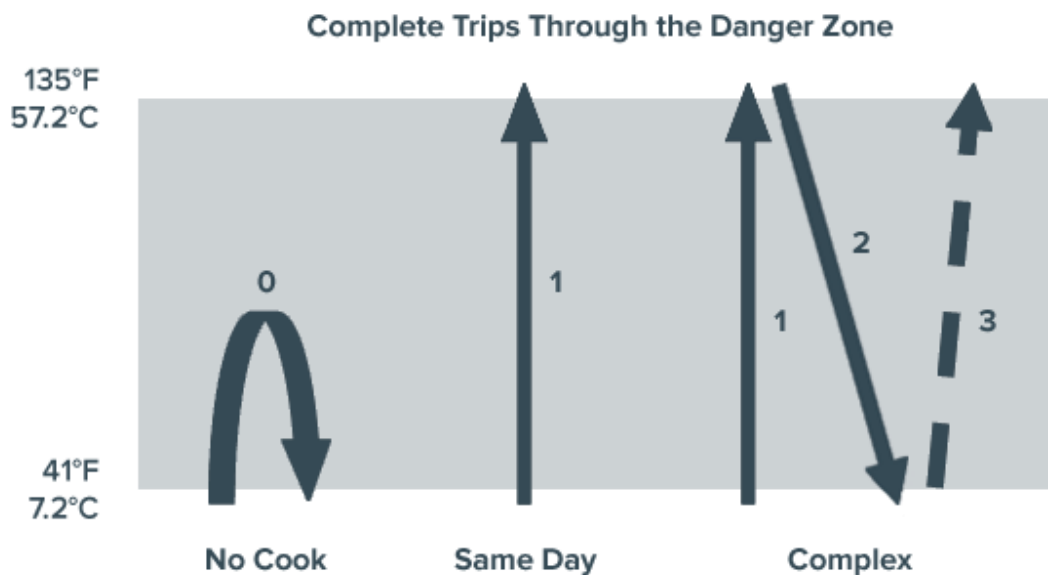 Complete Trips Through the Danger Zone
135°F
57.2°C
0
1
1
2
3
41°F
7.2°C
No Cook
Same Day
Complex